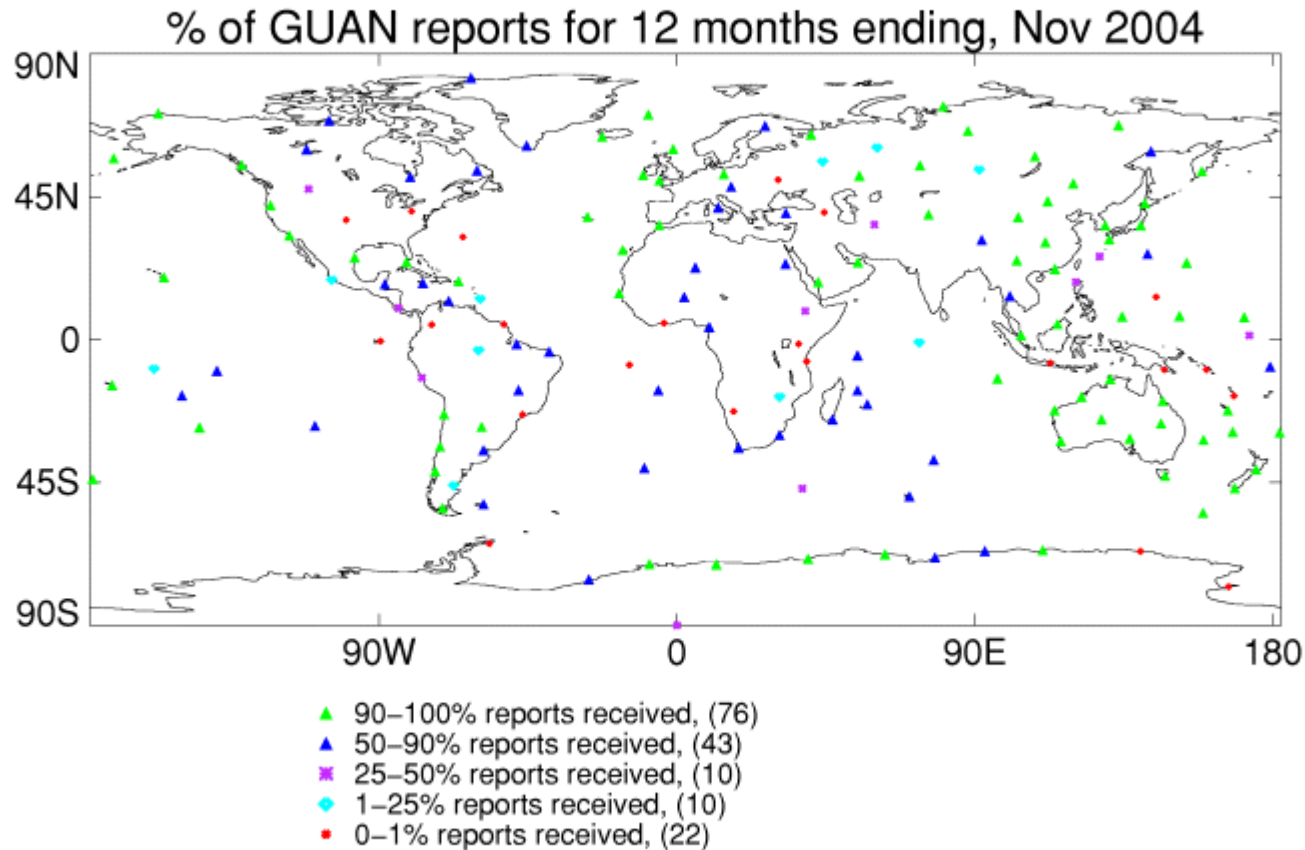 % of GUAN reports for 12 months ending, Nov 2004
90N
45N
0
45S
90S
90W 0 90E 180
90−100% reports received, (76)
50−90% reports received, (43)
25−50% reports received, (10)
1−25% reports received, (10)
0−1% reports received, (22)